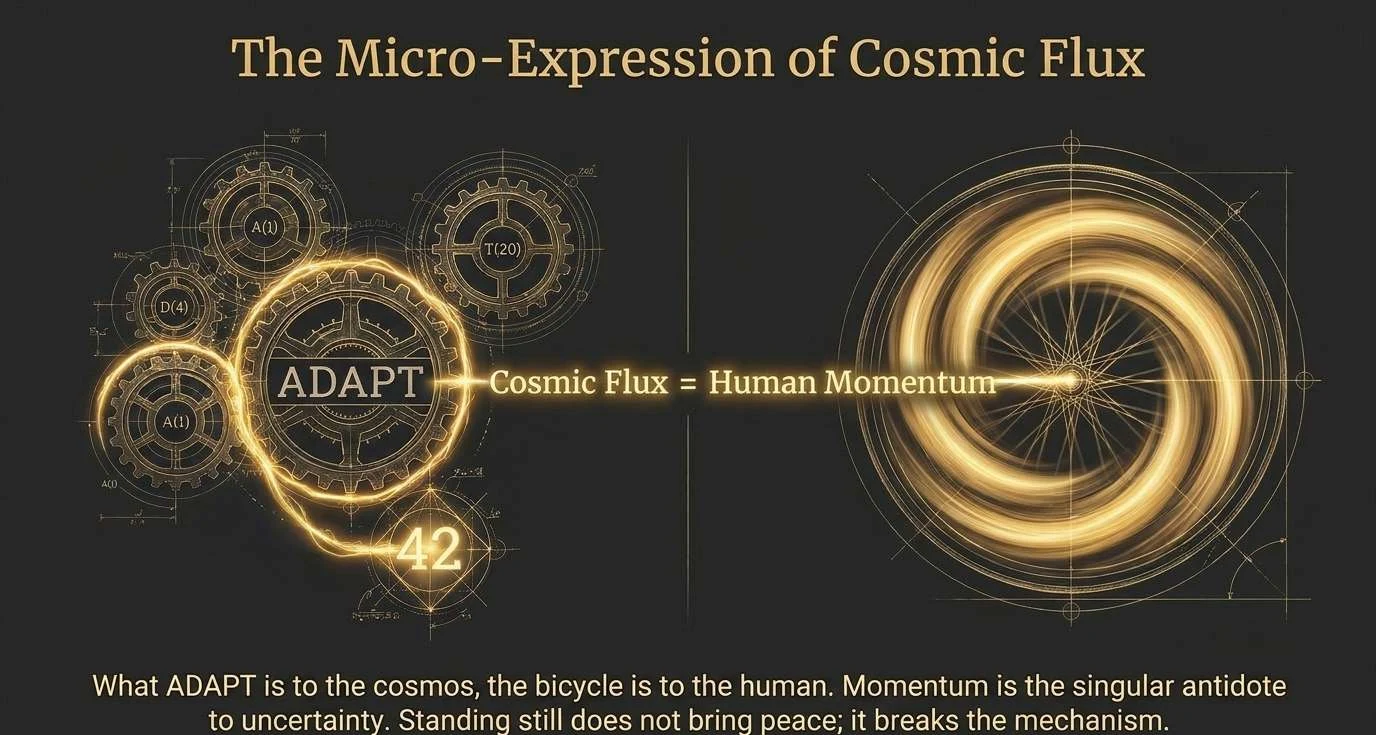 The Micro-Expression of Cosmic Flux
A(1)
T(20)
D(4)
ADAPT
Cosmic Flux = Human Momentum
A(1)
A(1)
42
What ADAPT is to the cosmos, the bicycle is to the human. Momentum is the singular antidote
to uncertainty. Standing still does not bring peace; it breaks the mechanism.